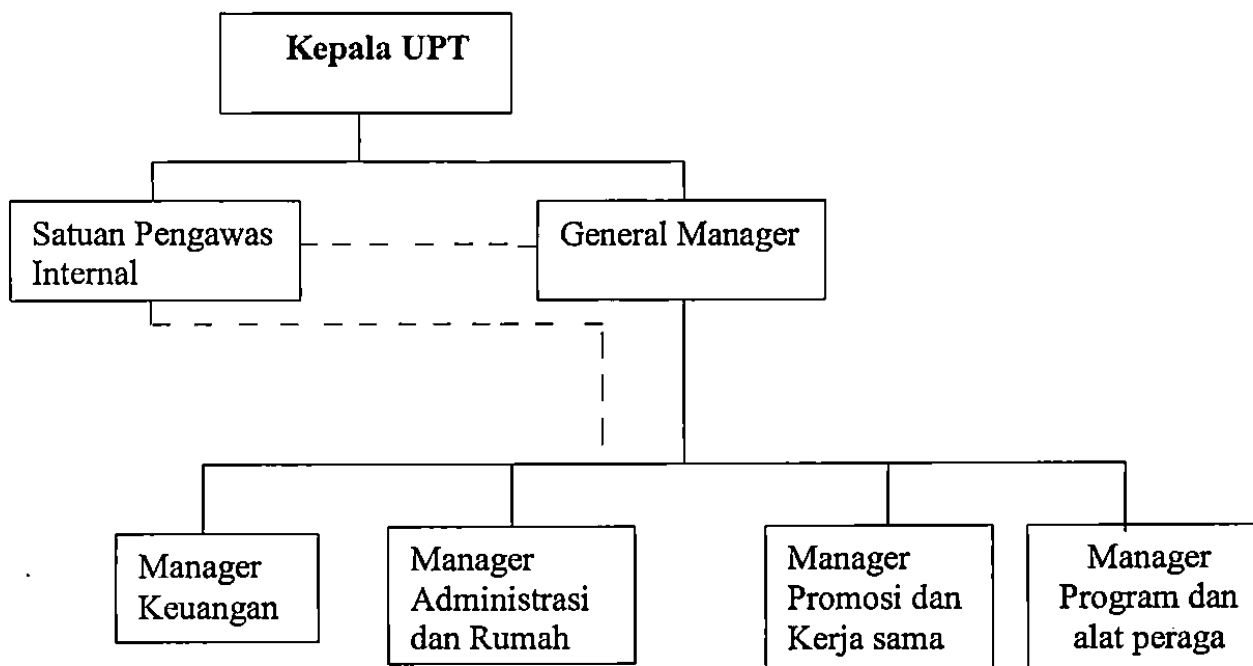 Kepala UPT
Satuan Pengawas
Internal
General Manager
Manager
Keuangan
Manager
Administrasi
dan Rumah
Manager
Promosi dan
Kerja sama
Manager
Program dan
alat peraga